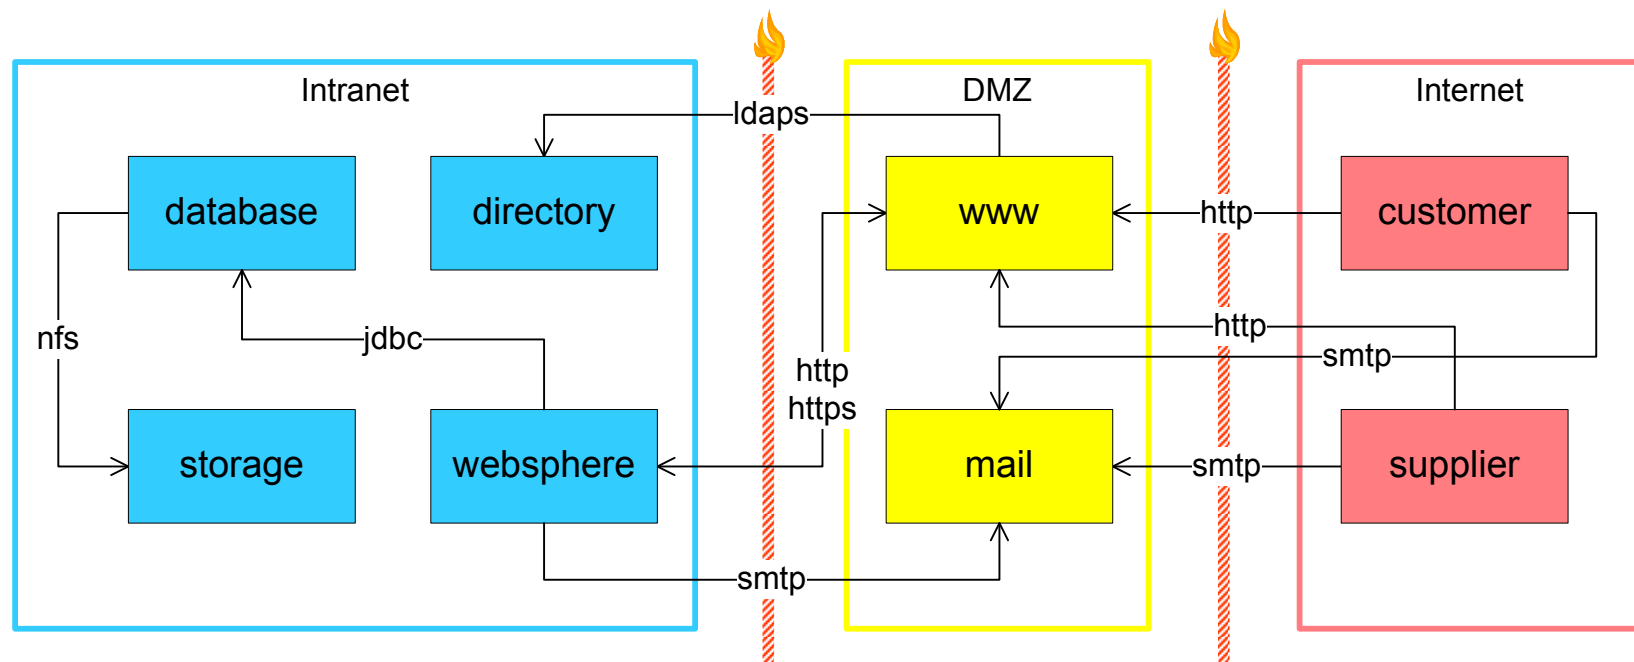 Intranet
DMZ
Internet
ldaps
database
directory
www
http
customer
nfs
jdbc
http
https
http
smtp
storage
websphere
mail
smtp
supplier
smtp